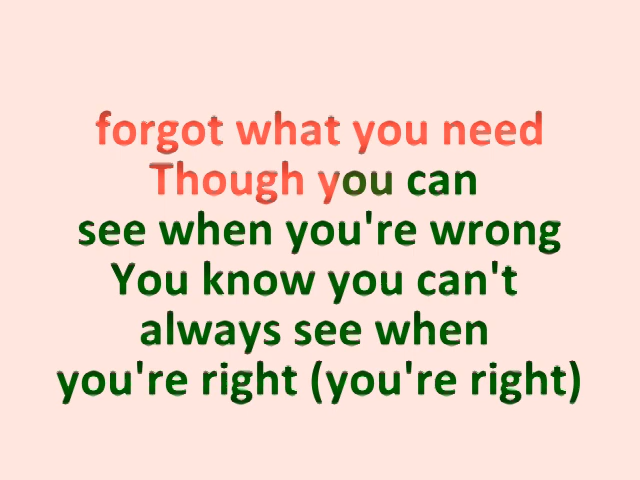 forgot what you need
Though you can
see when you're wrong
You know you can't
always see when
you're right (you're right)